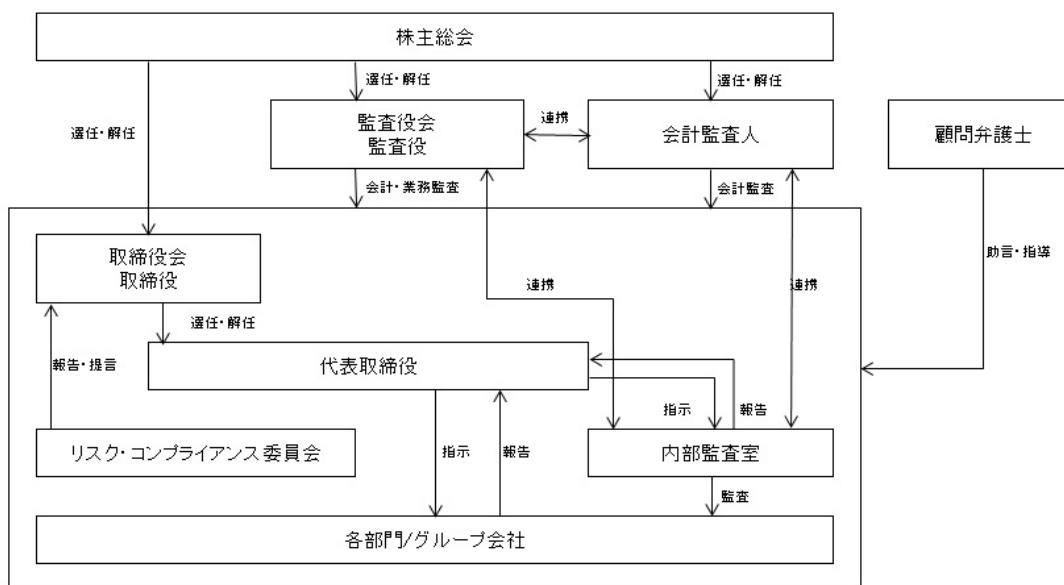 株主総会
選任・解任
選任・解任
選任・解任
監査役会
監査役
連携
会計監査人
顧問弁護士
会計・業務監査
会計監査
取締役会
取締役
助言・指導
連携
連携
選任・解任
報告・提言
代表取締役
指示
報告
リスク・コンプライアンス委員会
指示
報告
内部監査室
監査
各部門/グループ会社